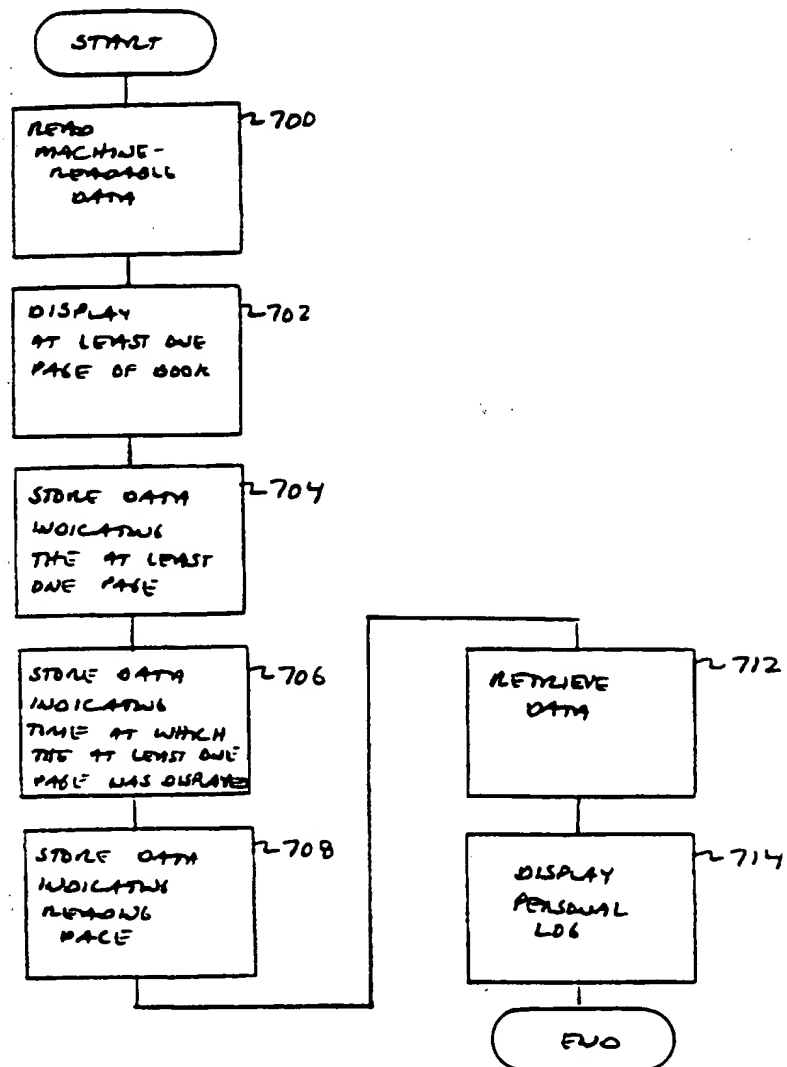 START
700
READ
MACHINE-
READABLE
DATA
702
DISPLAY
AT LEAST ONE
PAGE OF BOOK
704
STORE DATA
INDICATING
THE AT LEAST
ONE PAGE
706
STORE DATA
INDICATING
TIME AT WHICH
THE AT LEAST ONE
PAGE WAS DISPLAYED
708
STORE DATA
INDICATING
READING
PACE
712
RETRIEVE
DATA
714
DISPLAY
PERSONAL
LOG
END